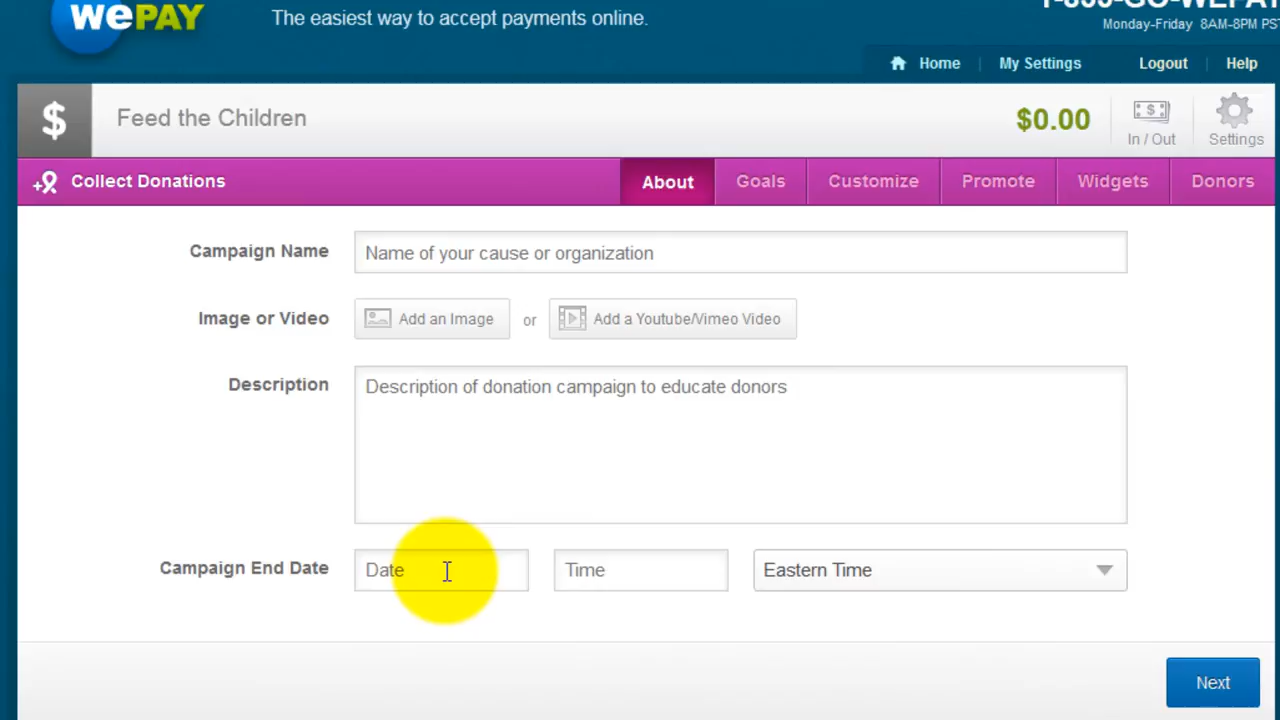 wePAY
The easiest way to accept payments online.
Monday-Friday 8AM-8PM PST
Home
My Settings
Logout
Help
$
Feed the Children
$0.00
In / Out
Settings
Collect Donations
About
Goals
Customize
Promote
Widgets
Donors
Campaign Name
Name of your cause or organization
Image or Video
Add an Image
or
Add a Youtube/Vimeo Video
Description
Description of donation campaign to educate donors
Campaign End Date
Date
Time
Eastern Time
Next